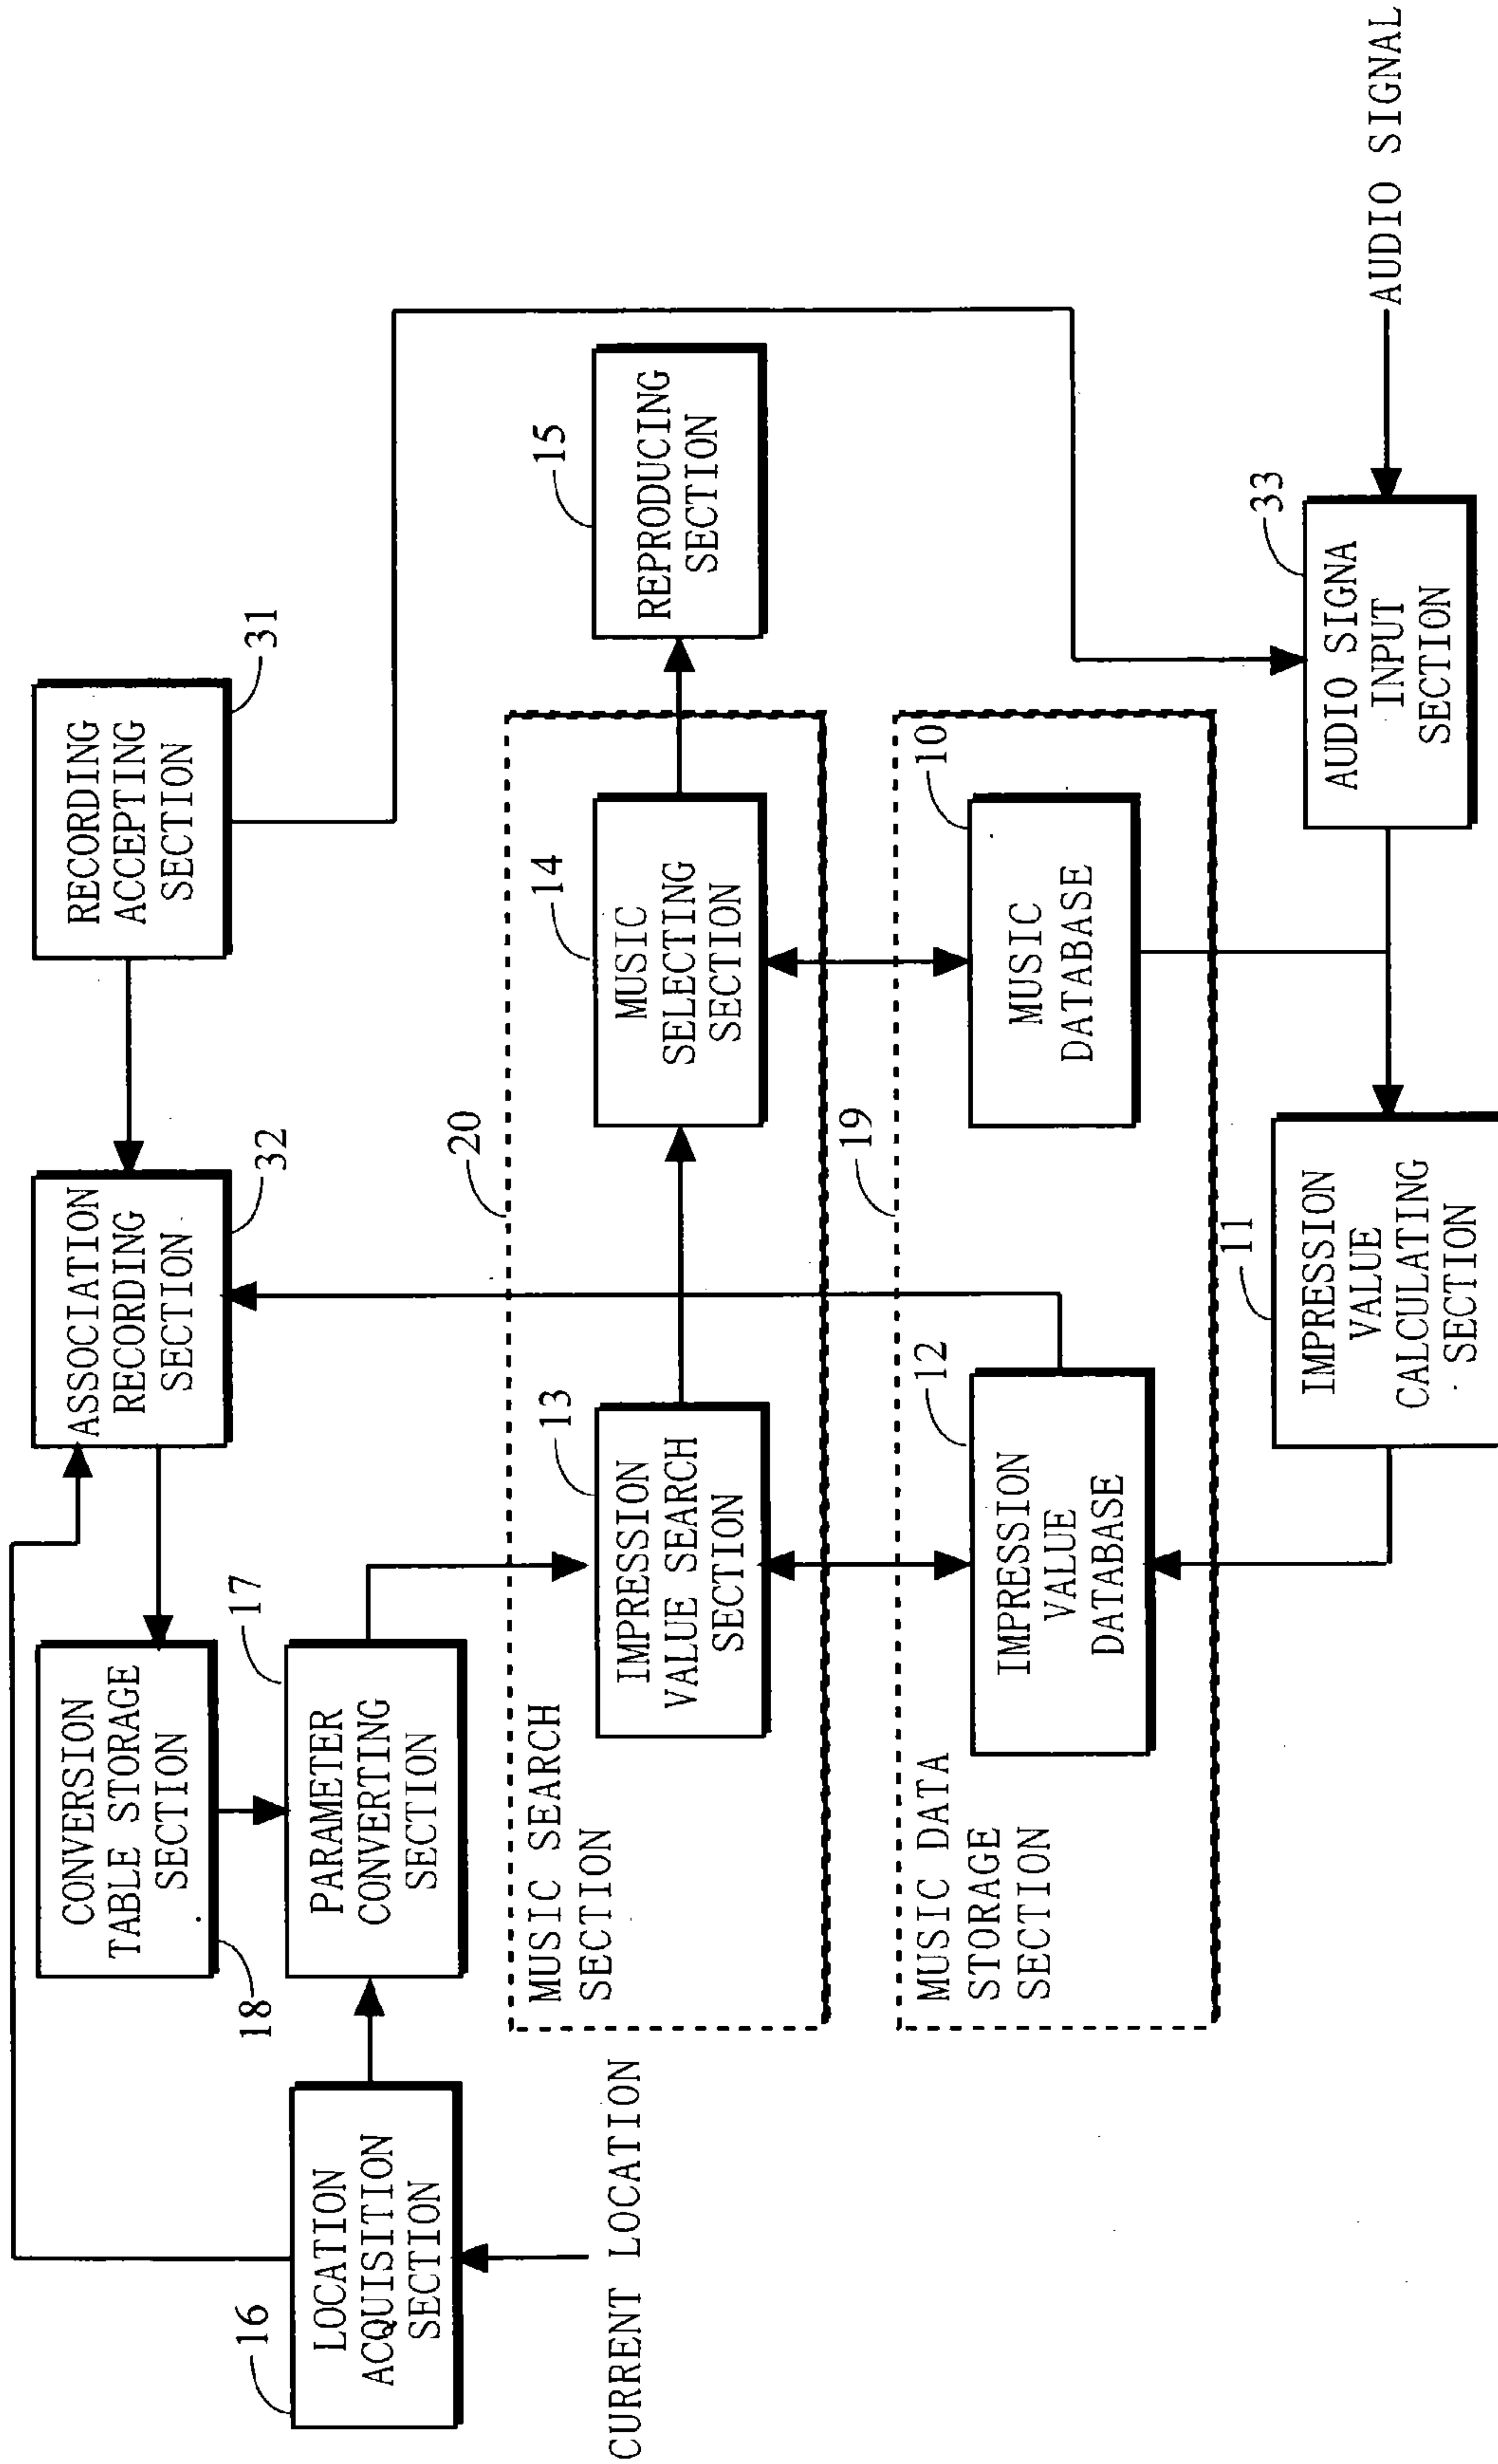 RECORDING
ACCEPTING
SECTION
31
ASSOCIATION
RECORDING
SECTION
32
CONVERSION
TABLE STORAGE
SECTION
18
17
PARAMETER
CONVERTING
SECTION
16
LOCATION
ACQUISITION
SECTION
CURRENT LOCATION
20
MUSIC SEARCH
SECTION
13
IMPRESSION
VALUE SEARCH
SECTION
14
MUSIC
SELECTING
SECTION
15
REPRODUCING
SECTION
19
MUSIC DATA
STORAGE
SECTION
12
IMPRESSION
VALUE
DATABASE
10
MUSIC
DATABASE
11
IMPRESSION
VALUE
CALCULATING
SECTION
33
AUDIO SIGNA
INPUT
SECTION
AUDIO SIGNAL